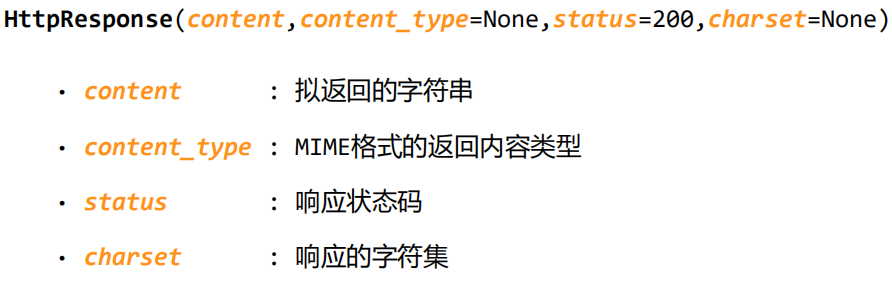 HttpResponse(content,content_type=None,status=200,charset=None)
• content : 拟返回的字符串
• content_type : MIME格式的返回内容类型
• status : 响应状态码
• charset : 响应的字符集